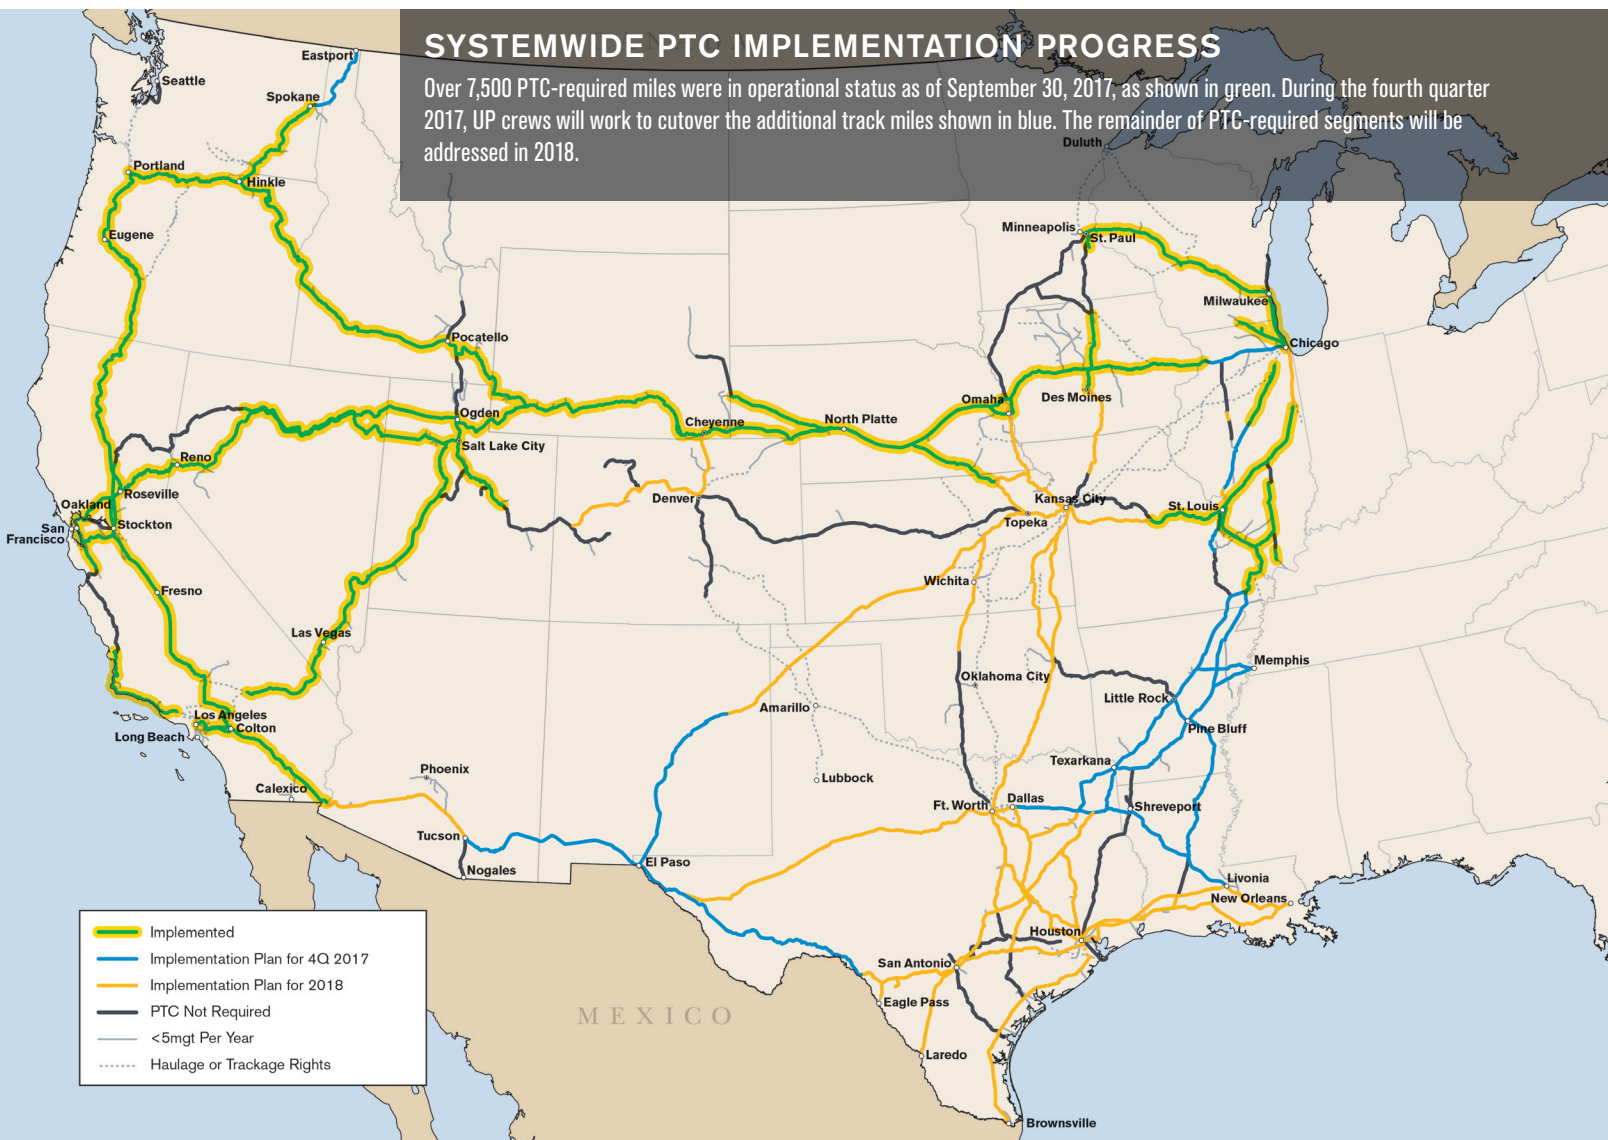 SYSTEMWIDE PTC IMPLEMENTATION PROGRESS
Over 7,500 PTC-required miles were in operational status as of September 30, 2017, as shown in green. During the fourth quarter
2017, UP crews will work to cutover the additional track miles shown in blue. The remainder of PTC-required segments will be
addressed in 2018.
Eastport
Seattle
Spokane
Duluth
Portland
Hinkle
Eugene
Minneapolis
St. Paul
Milwaukee
Pocatello
Chicago
Omaha
Des Moines
Ogden
Cheyenne
North Platte
Salt Lake City
Reno
Roseville
Denver
Kansas City
Oakland
St. Louis
San
Francisco
Stockton
Topeka
Wichita
Fresno
Las Vegas
Memphis
Oklahoma City
Little Rock
Amarillo
Los Angeles
Colton
Long Beach
Pine Bluff
Texarkana
Phoenix
Lubbock
Calexico
Ft. Worth
Dallas
Shreveport
Tucson
El Paso
Nogales
Livonia
New Orleans
Houston
San Antonio
Eagle Pass
MEXICO
Laredo
Brownsville
Implemented
Implementation Plan for 4Q 2017
Implementation Plan for 2018
PTC Not Required
<5mgt Per Year
Haulage or Trackage Rights